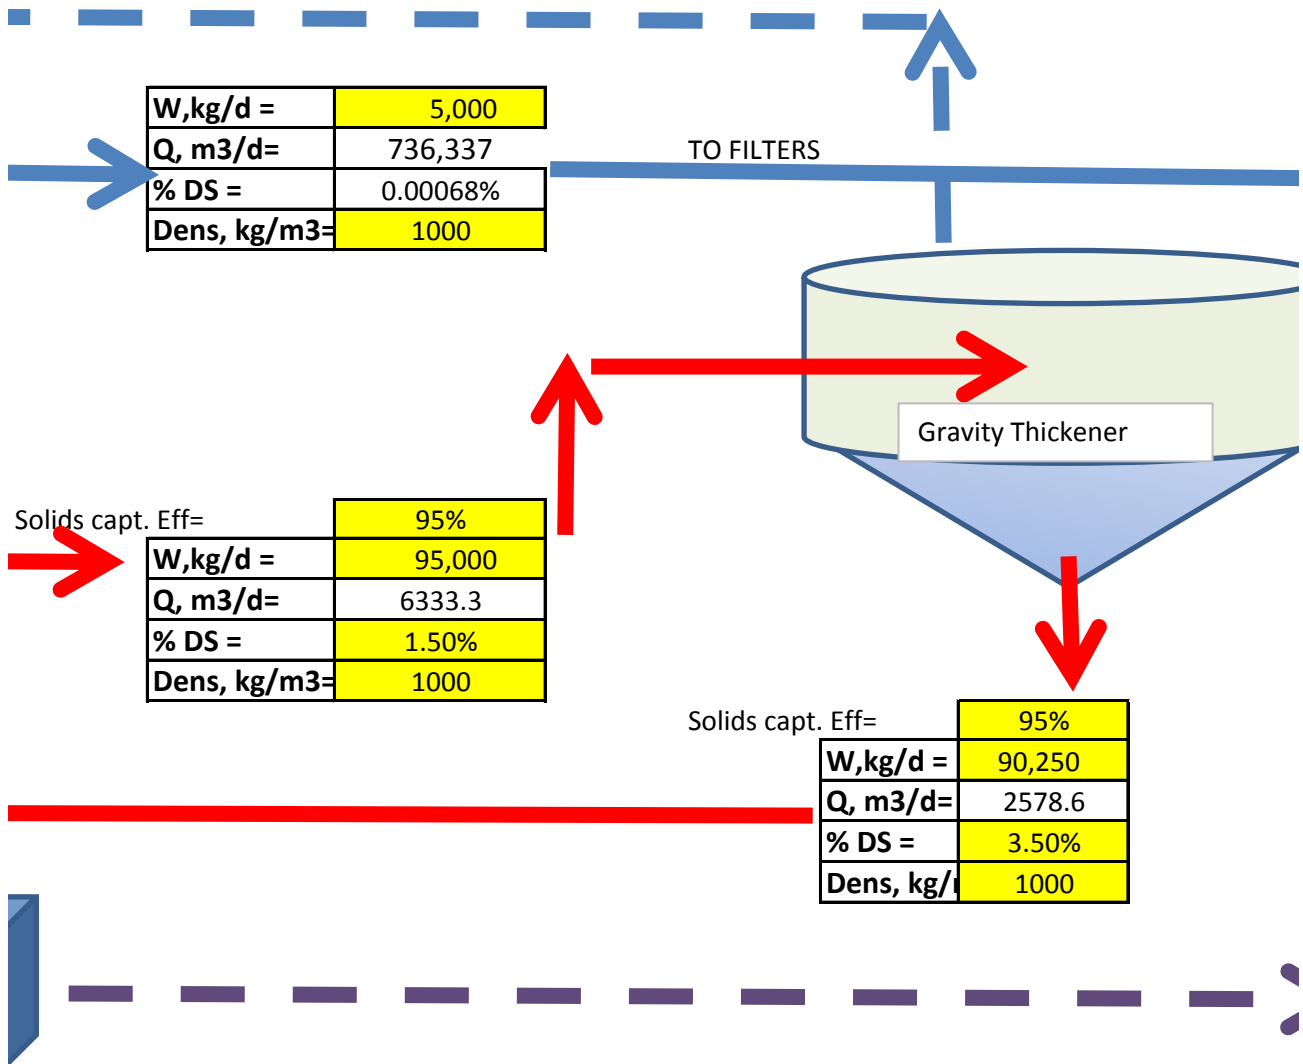 W,kg/d = 5,000
Q, m3/d= 736,337
% DS = 0.00068%
Dens, kg/m3= 1000
TO FILTERS
Gravity Thickener
Solids capt. Eff= 95%
W,kg/d = 95,000
Q, m3/d= 6333.3
% DS = 1.50%
Dens, kg/m3= 1000
Solids capt. Eff= 95%
W,kg/d = 90,250
Q, m3/d= 2578.6
% DS = 3.50%
Dens, kg/ 1000